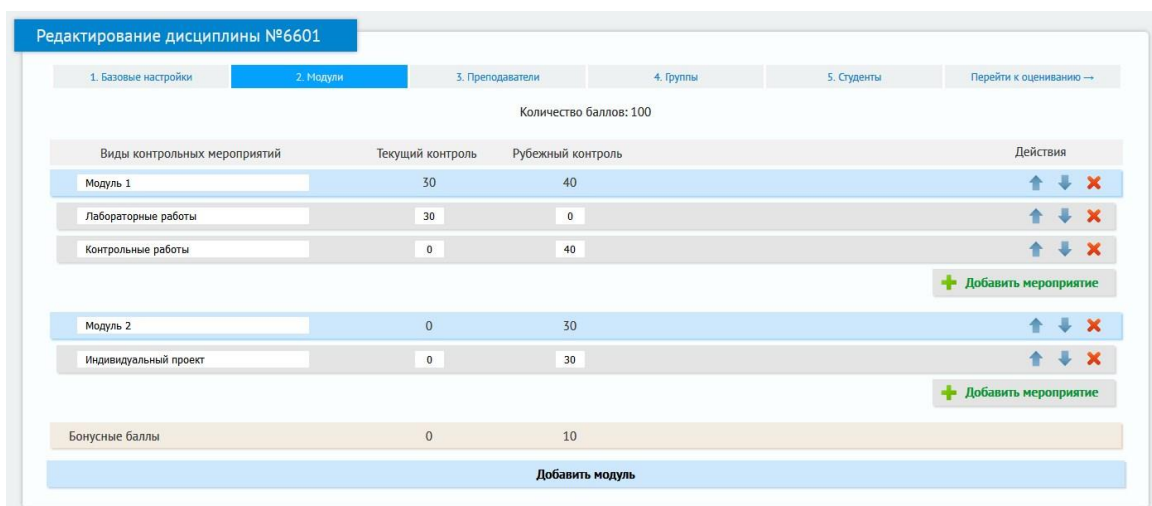 Редактирование дисциплины №6601
1. Базовые настройки 2. Модули 3. Преподаватели 4. Группы 5. Студенты Перейти к оцениванию →
Количество баллов: 100
Виды контрольных мероприятий Текущий контроль Рубежный контроль Действия
Модуль 1 30 40
Лабораторные работы 30 0
Контрольные работы 0 40
Добавить мероприятие
Модуль 2 0 30
Индивидуальный проект 0 30
Добавить мероприятие
Бонусные баллы 0 10
Добавить модуль